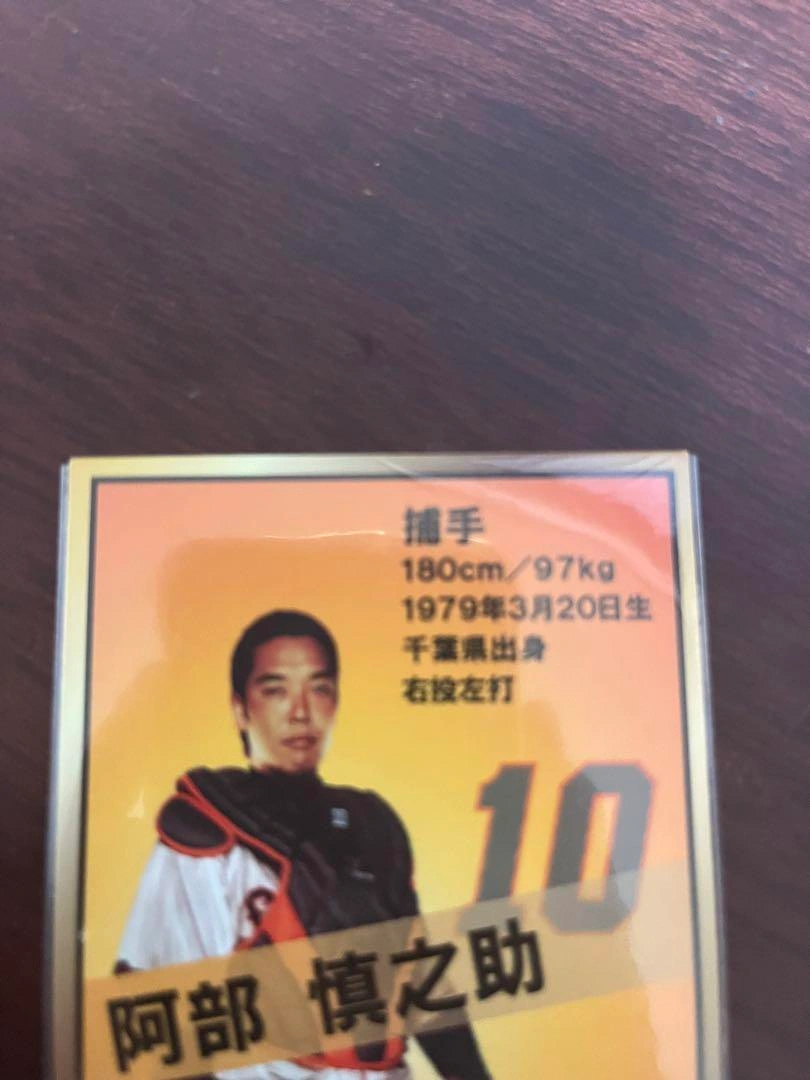 捕手
180cm／97kg
1979年3月20日生
千葉県出身
右投左打
10
阿部 慎之助